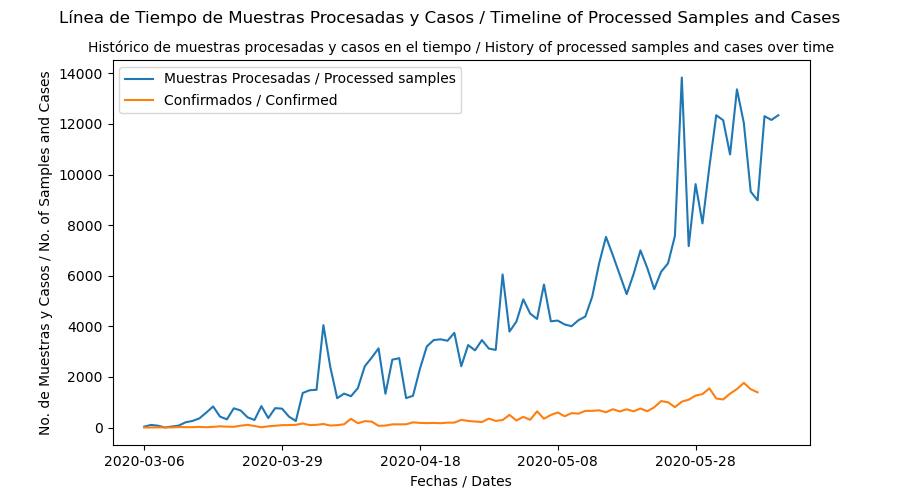 Línea de Tiempo de Muestras Procesadas y Casos / Timeline of Processed Samples and Cases
Histórico de muestras procesadas y casos en el tiempo / History of processed samples and cases over time
Muestras Procesadas / Processed samples
Confirmados / Confirmed
No. de Muestras y Casos / No. of Samples and Cases
14000
12000
10000
8000
6000
4000
2000
0
2020-03-06 2020-03-29 2020-04-18 2020-05-08 2020-05-28
Fechas / Dates